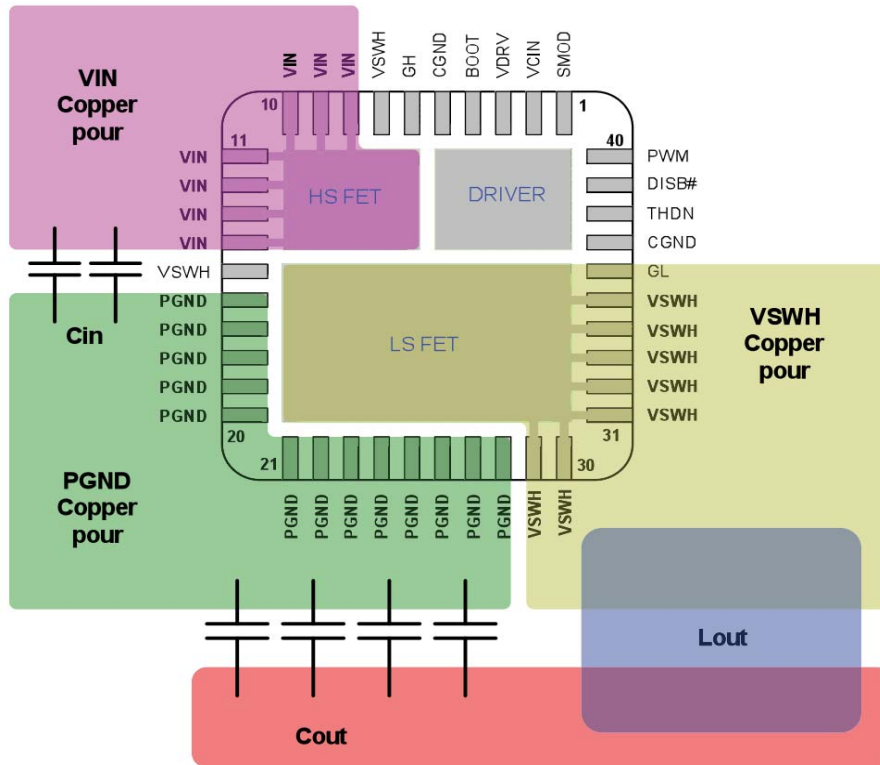 VIN
Copper
pour
VIN
VIN
VIN
VSWH
GH
CGND
BOOT
VDRV
VCIN
SMOD
10
1
11
40
VIN
VIN
VIN
VIN
VSWH
HS FET
DRIVER
PWM
DISB#
THDN
CGND
GL
PGND
PGND
PGND
PGND
PGND
Cin
LS FET
VSWH
VSWH
VSWH
VSWH
VSWH
VSWH
Copper
pour
20
31
21
30
PGND
Copper
pour
PGND
PGND
PGND
PGND
PGND
PGND
PGND
PGND
VSWH
VSWH
Lout
Cout